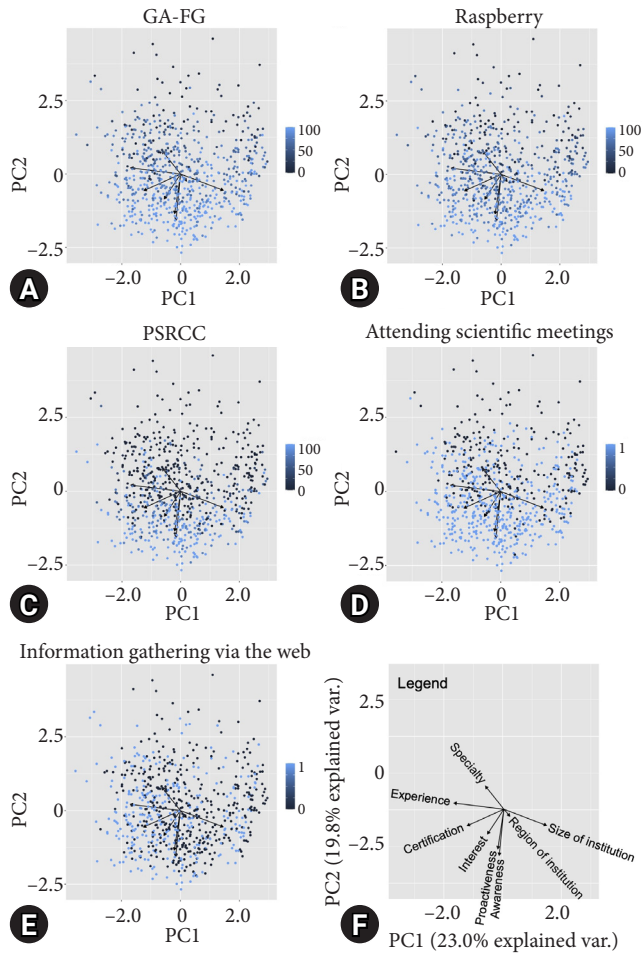 GA-FG
PC2
2.5
0
−2.5
−2.0
0
2.0
PC1
100
50
0
A
Raspberry
PC2
2.5
0
−2.5
−2.0
0
2.0
PC1
100
50
0
B
PSRCC
PC2
2.5
0
−2.5
−2.0
0
2.0
PC1
100
50
0
C
Attending scientific meetings
PC2
2.5
0
−2.5
−2.0
0
2.0
PC1
1
0
D
Information gathering via the web
PC2
2.5
0
−2.5
−2.0
0
2.0
PC1
1
0
E
Legend
PC2 (19.8% explained var.)
2.5
0
−2.5
Specialty
Experience
Certification
Interest
Proactiveness
Awareness
Region of institution
Size of institution
−2.0
0
2.0
PC1 (23.0% explained var.)
F